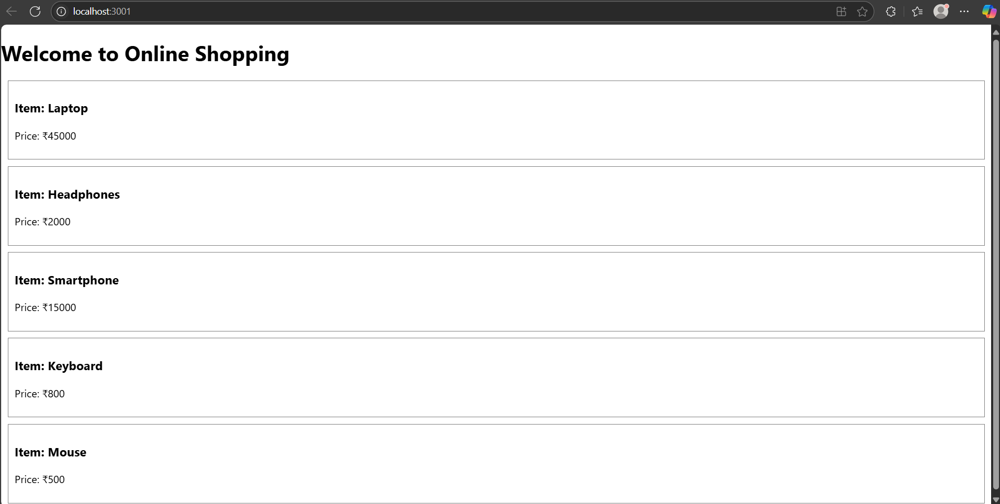 localhost:3001
Welcome to Online Shopping
Item: Laptop
Price: ₹45000
Item: Headphones
Price: ₹2000
Item: Smartphone
Price: ₹15000
Item: Keyboard
Price: ₹800
Item: Mouse
Price: ₹500